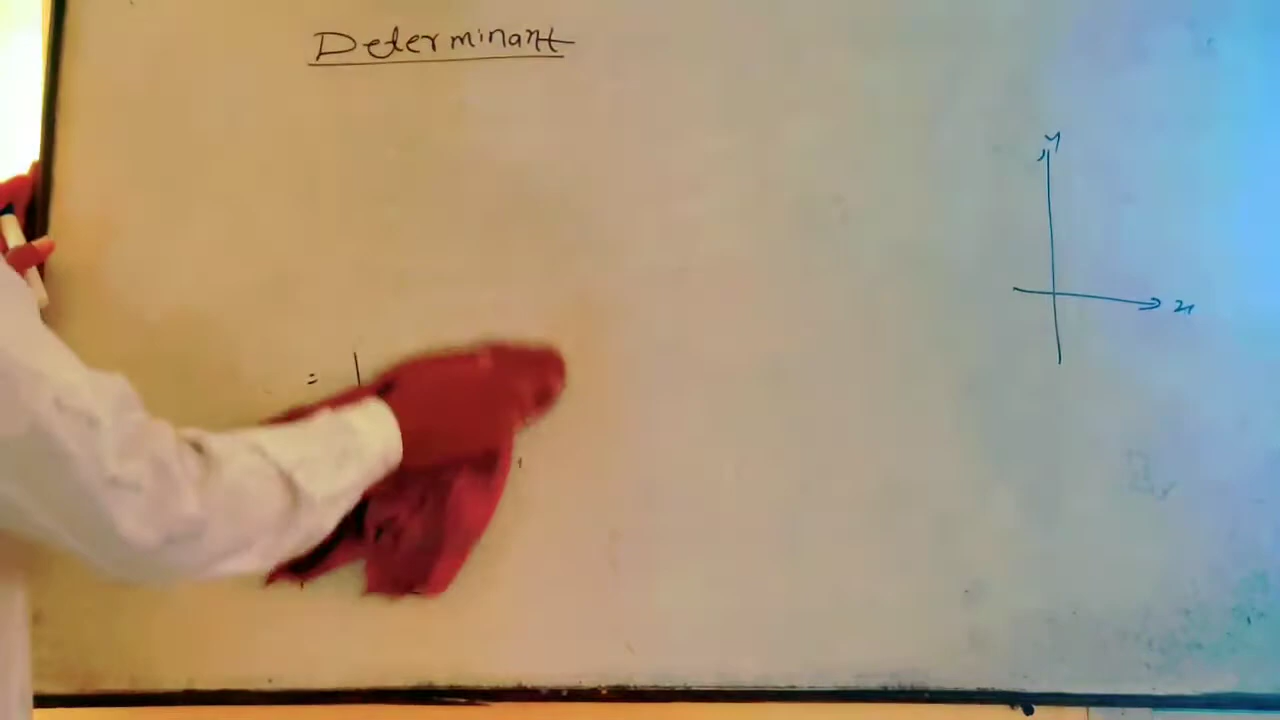 Determinant
y
x
=